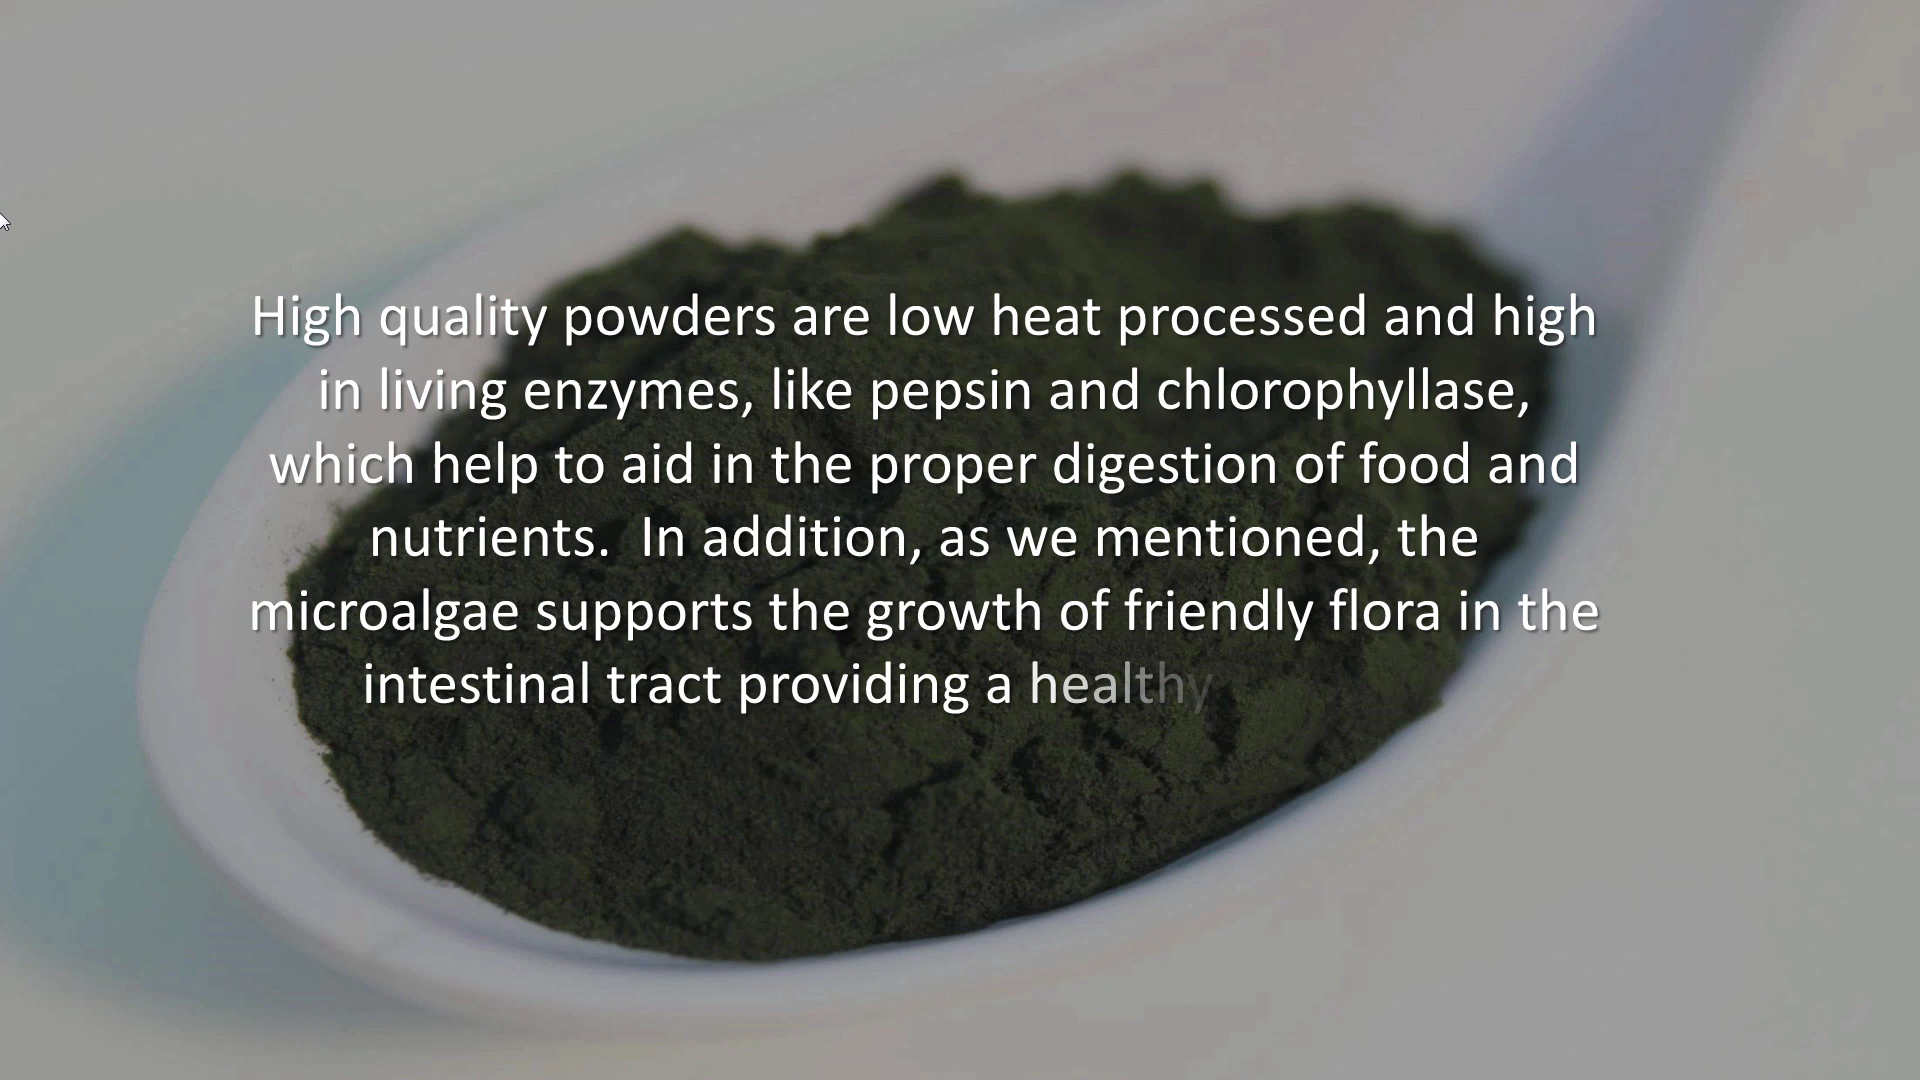 High quality powders are low heat processed and high
in living enzymes, like pepsin and chlorophyllase,
which help to aid in the proper digestion of food and
nutrients.  In addition, as we mentioned, the
microalgae supports the growth of friendly flora in the
intestinal tract providing a healthy